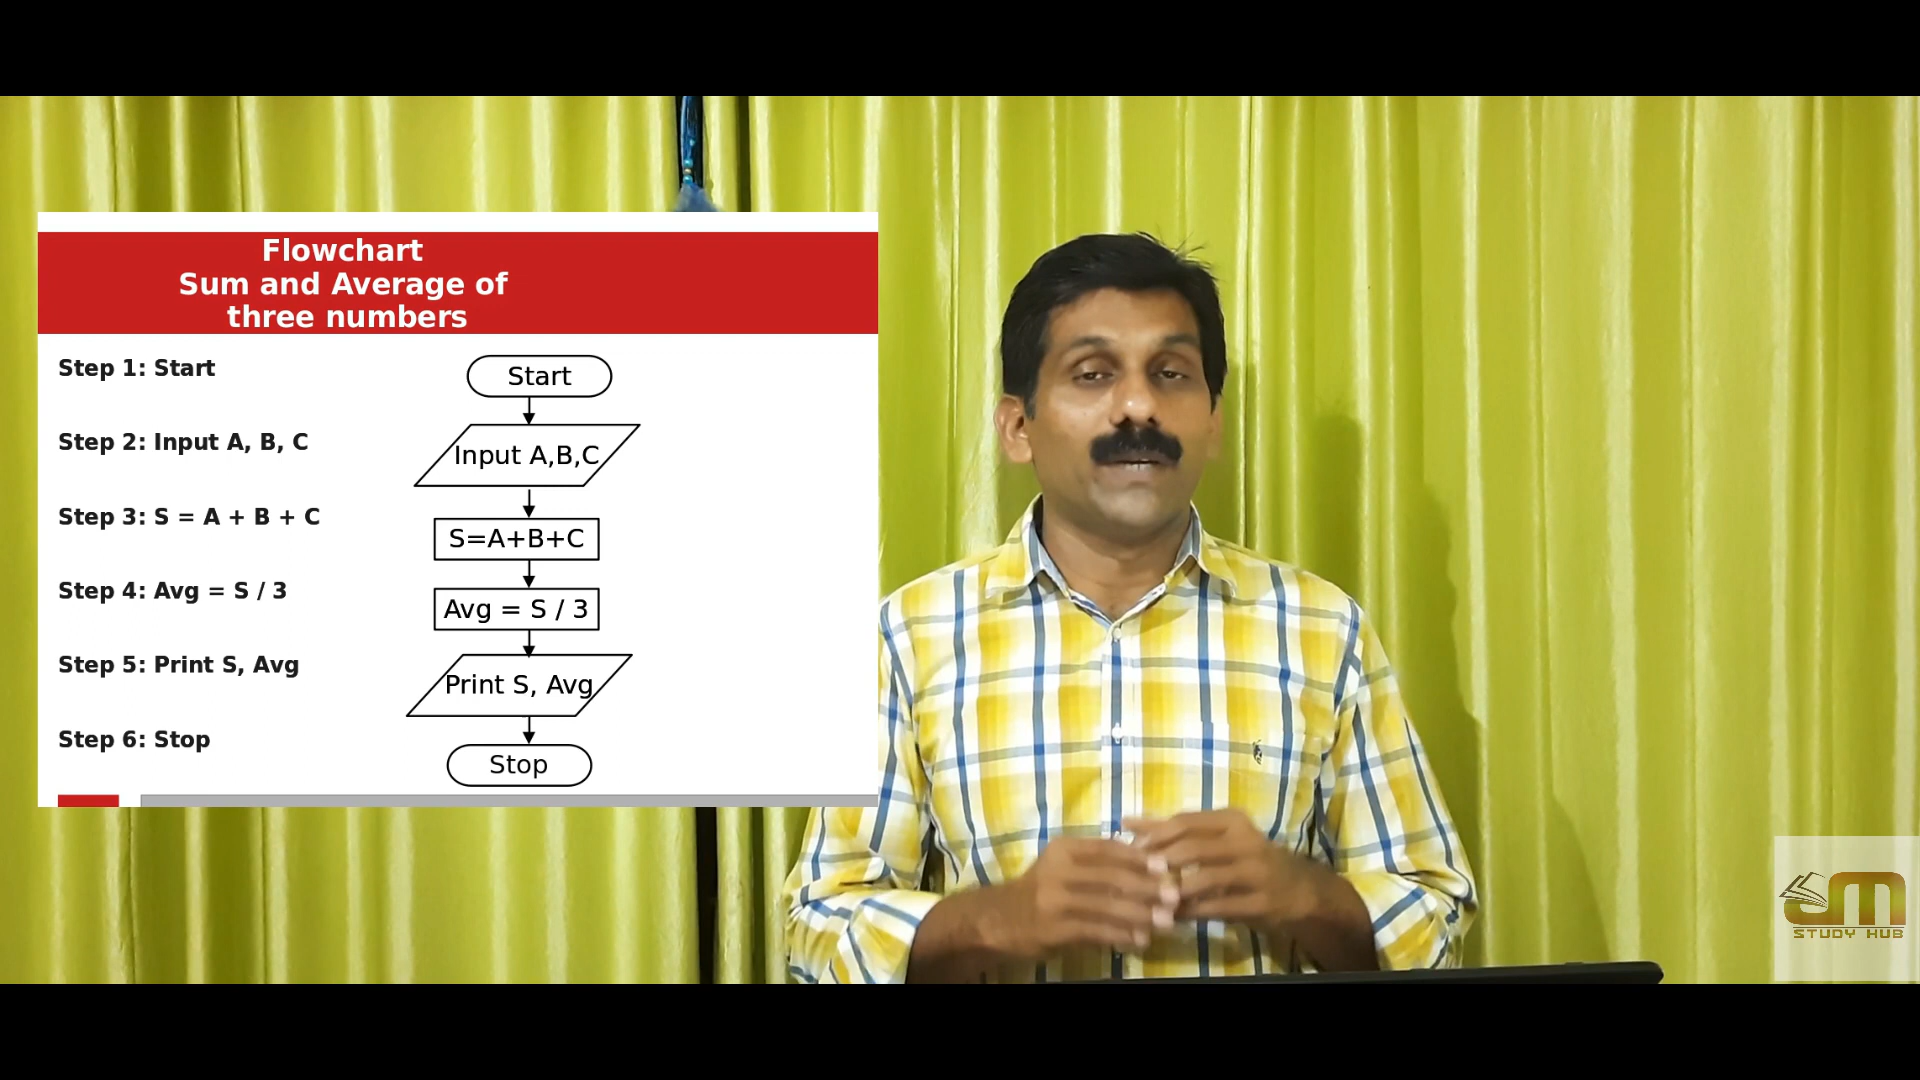 Flowchart
Sum and Average of
three numbers
Step 1: Start
Step 2: Input A, B, C
Step 3: S = A + B + C
Step 4: Avg = S / 3
Step 5: Print S, Avg
Step 6: Stop
Start
Input A,B,C
S=A+B+C
Avg = S / 3
Print S, Avg
Stop
STUDY HUB